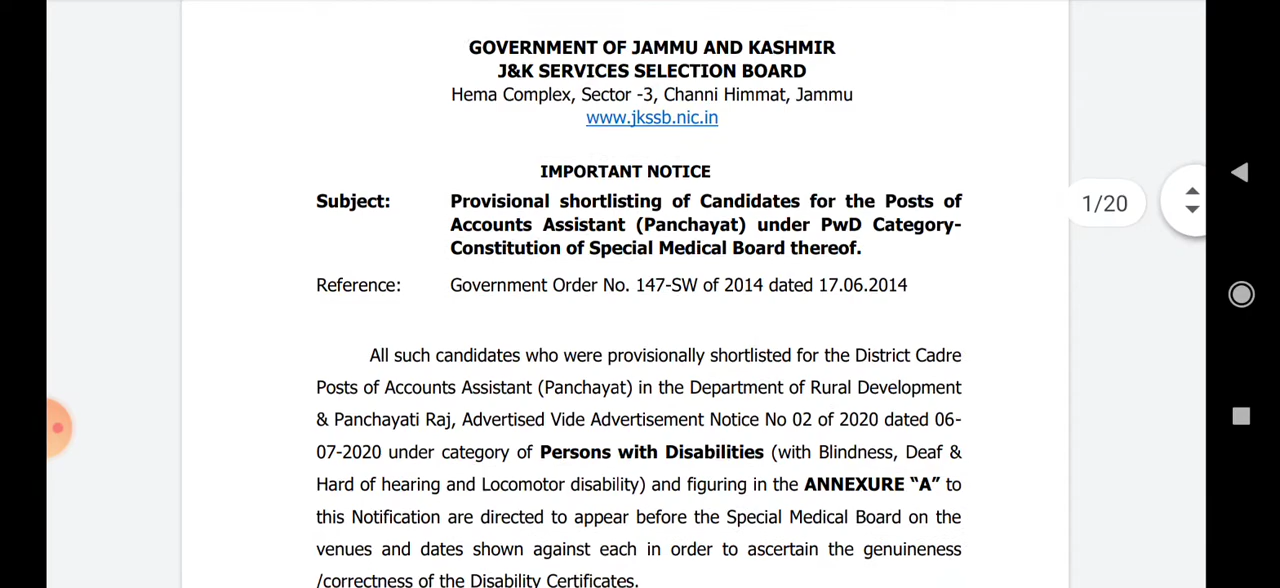 GOVERNMENT OF JAMMU AND KASHMIR
J&K SERVICES SELECTION BOARD
Hema Complex, Sector -3, Channi Himmat, Jammu
www.jkssb.nic.in
IMPORTANT NOTICE
Subject: Provisional shortlisting of Candidates for the Posts of
Accounts Assistant (Panchayat) under PwD Category-
Constitution of Special Medical Board thereof.
Reference: Government Order No. 147-SW of 2014 dated 17.06.2014
All such candidates who were provisionally shortlisted for the District Cadre
Posts of Accounts Assistant (Panchayat) in the Department of Rural Development
& Panchayati Raj, Advertised Vide Advertisement Notice No 02 of 2020 dated 06-
07-2020 under category of Persons with Disabilities (with Blindness, Deaf &
Hard of hearing and Locomotor disability) and figuring in the ANNEXURE “A” to
this Notification are directed to appear before the Special Medical Board on the
venues and dates shown against each in order to ascertain the genuineness
/correctness of the Disability Certificates.
1/20